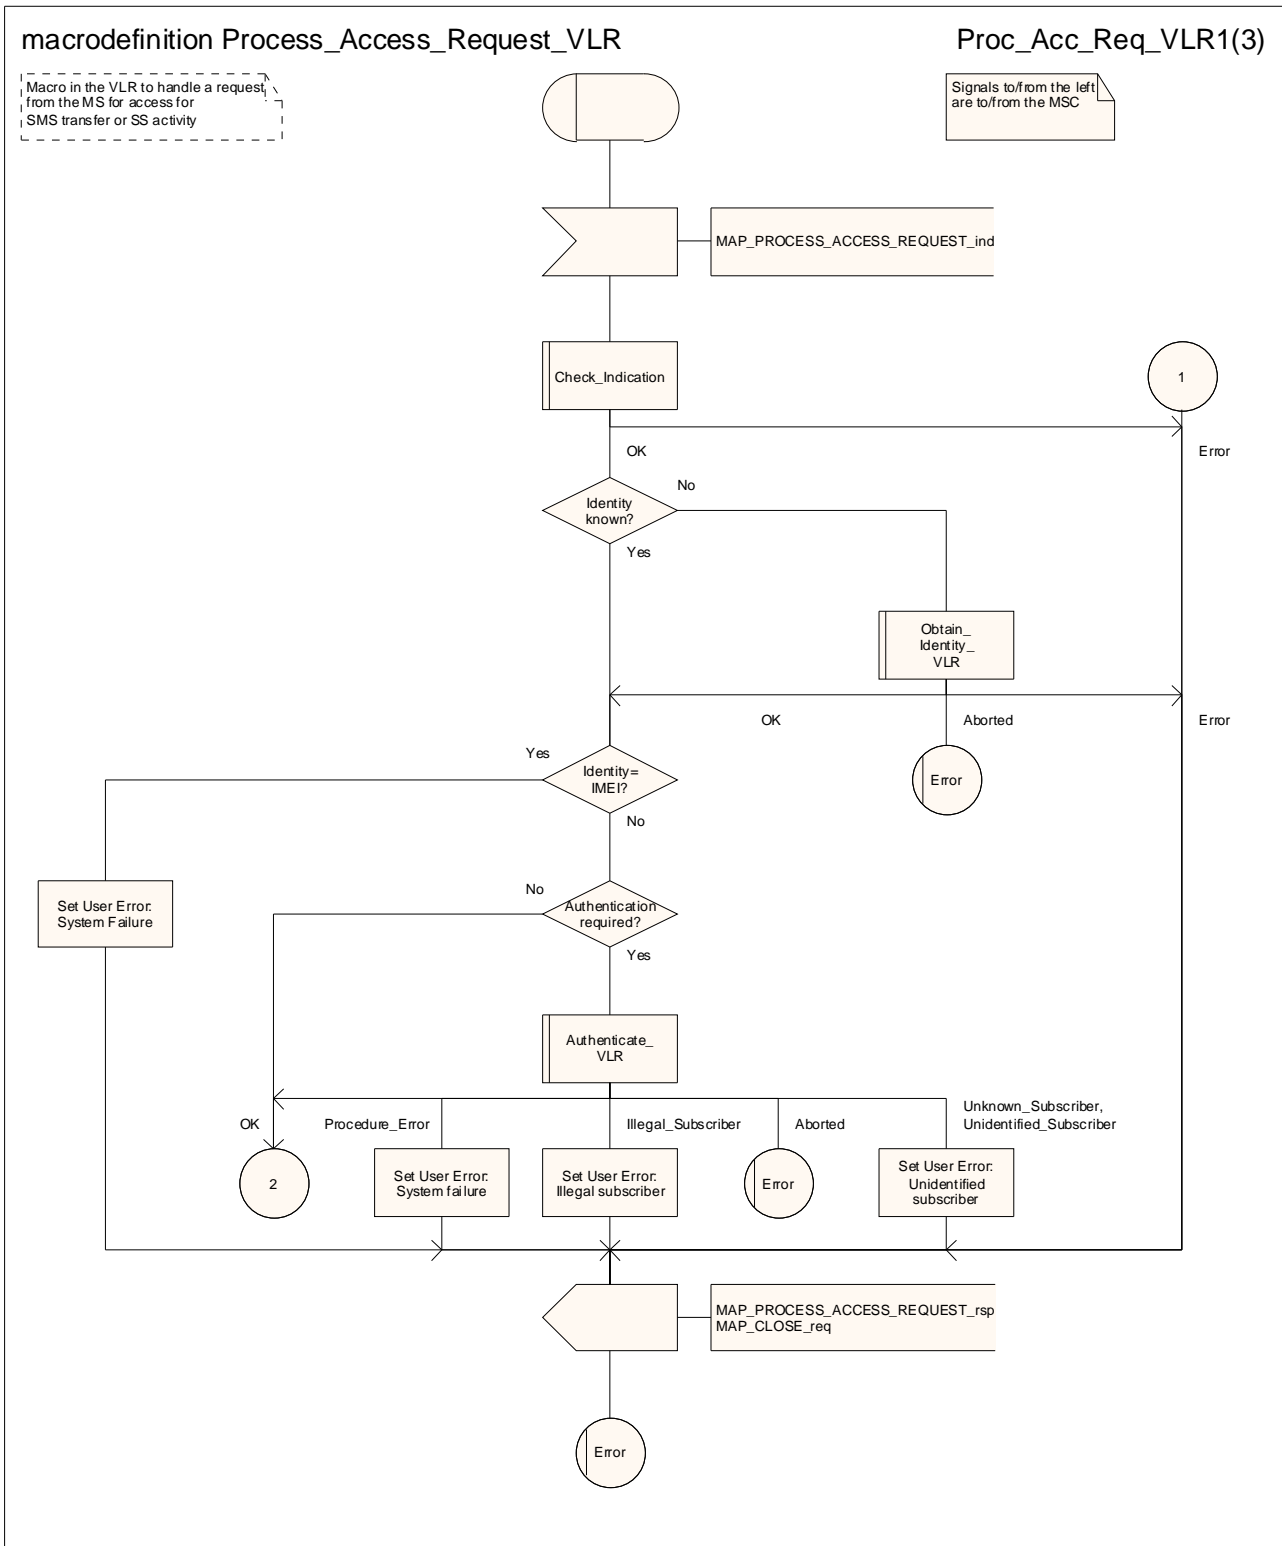 macrodefinition Process_Access_Request_VLR
Proc_Acc_Req_VLR1(3)
Macro in the VLR to handle a request
from the MS for access for
SMS transfer or SS activity
Signals to/from the left
are to/from the MSC
MAP_PROCESS_ACCESS_REQUEST_ind
Check_Indication
1
OK
Error
Identity
known?
No
Yes
Obtain_
Identity_
VLR
OK
Aborted
Error
Yes
Identity=
IMEI?
Error
No
Set User Error:
System Failure
No
Authentication
required?
Yes
Authenticate_
VLR
OK
Procedure_Error
Illegal_Subscriber
Aborted
Unknown_Subscriber,
Unidentified_Subscriber
2
Set User Error:
System failure
Set User Error:
Illegal subscriber
Error
Set User Error:
Unidentified
subscriber
MAP_PROCESS_ACCESS_REQUEST_rsp
MAP_CLOSE_req
Error